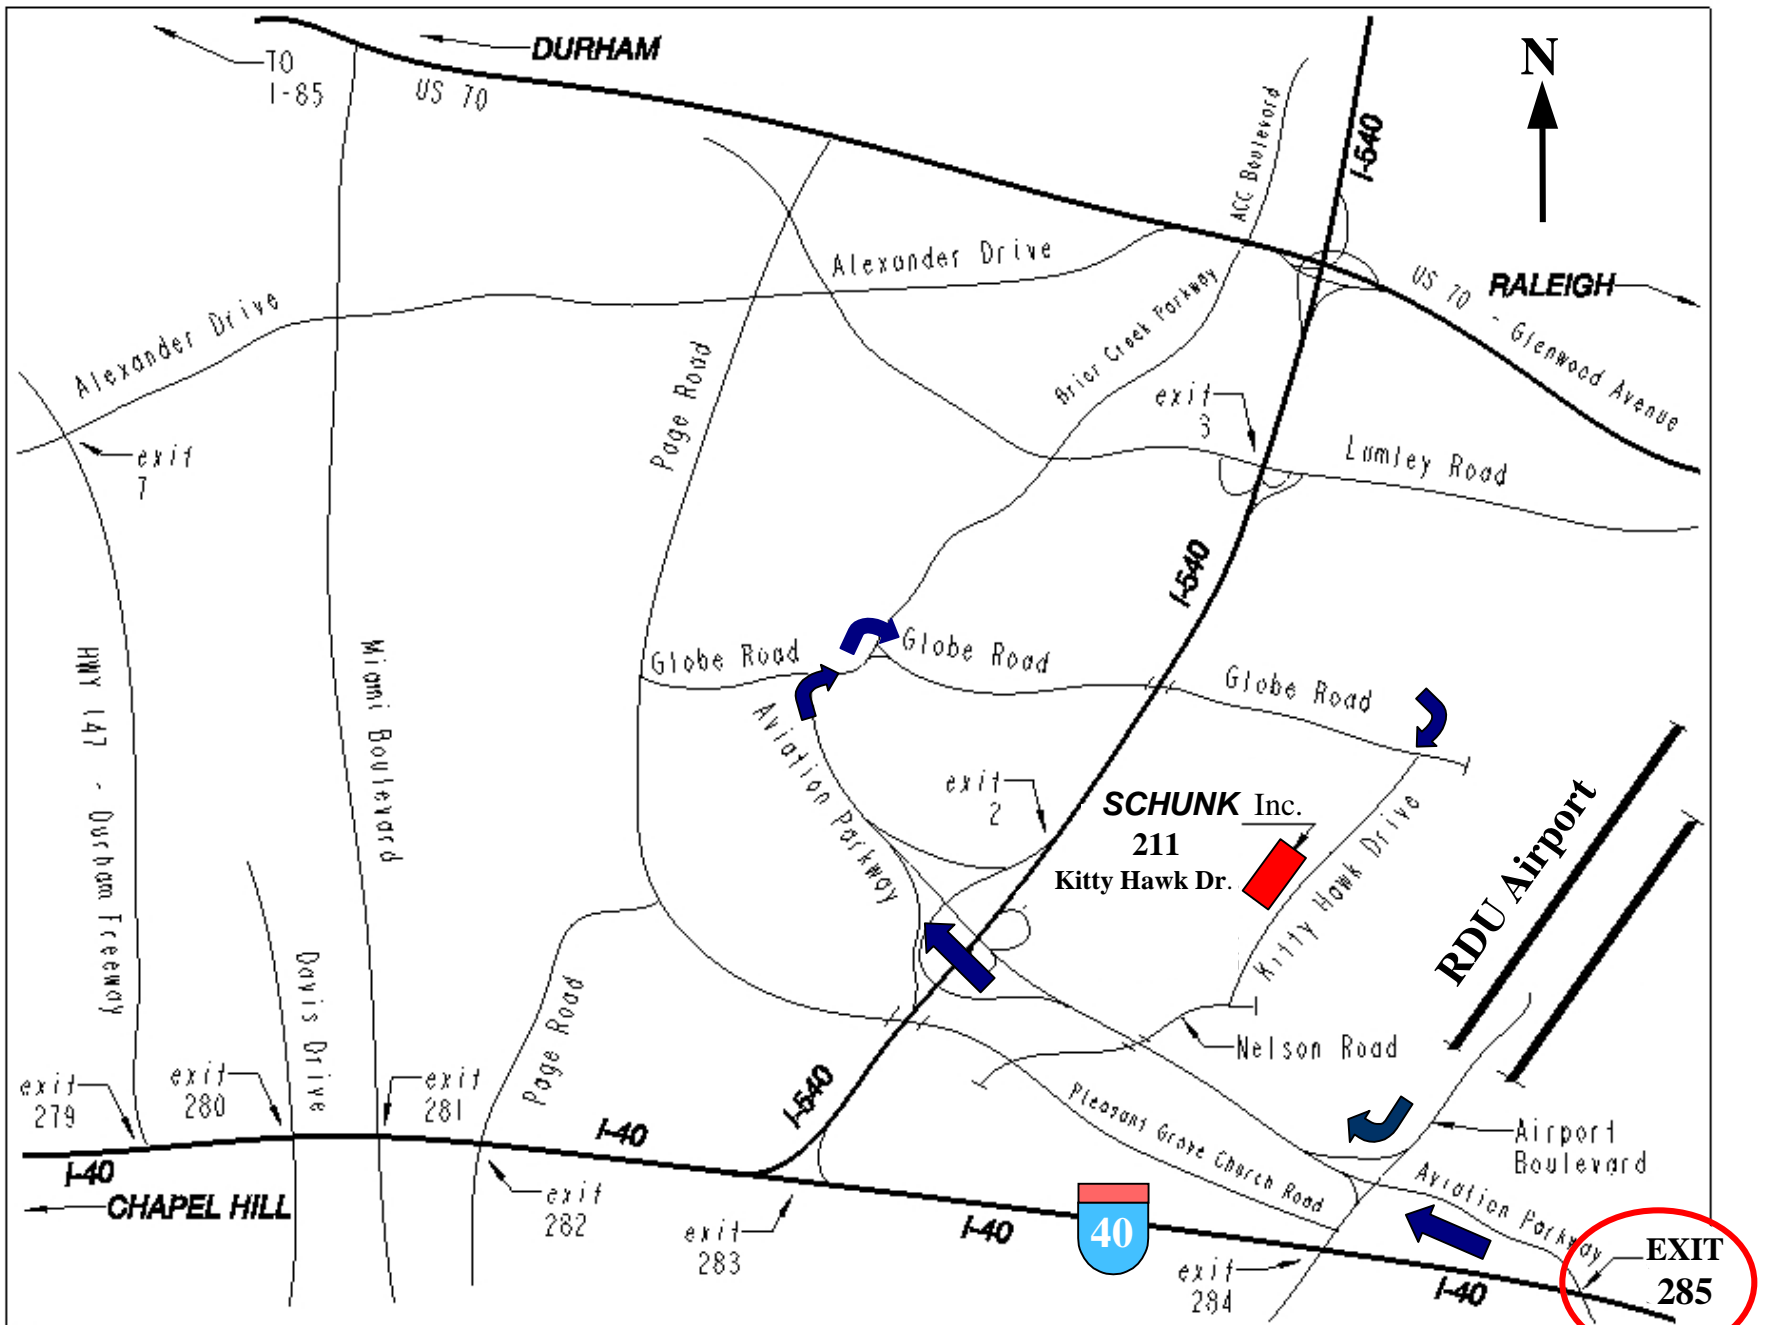 DURHAM
TO
I-85
US 70
N
ACC Boulevard
I-540
Alexander Drive
Alexander Drive
Brier Creek Parkway
US 70 - Glenwood Avenue
RALEIGH
Page Road
exit
3
exit
7
Lumley Road
I-540
Globe Road
Globe Road
Globe Road
HWY 147 - Durham Freeway
Miami Boulevard
Aviation Parkway
exit
2
SCHUNK Inc.
211
Kitty Hawk Dr.
Kitty Hawk Drive
RDU Airport
Davis Drive
Page Road
Nelson Road
exit
279
exit
280
exit
281
I-540
Pleasant Grove Church Road
Airport
Boulevard
I-40
I-40
CHAPEL HILL
exit
282
exit
283
I-40
40
Aviation Parkway
exit
284
I-40
EXIT
285